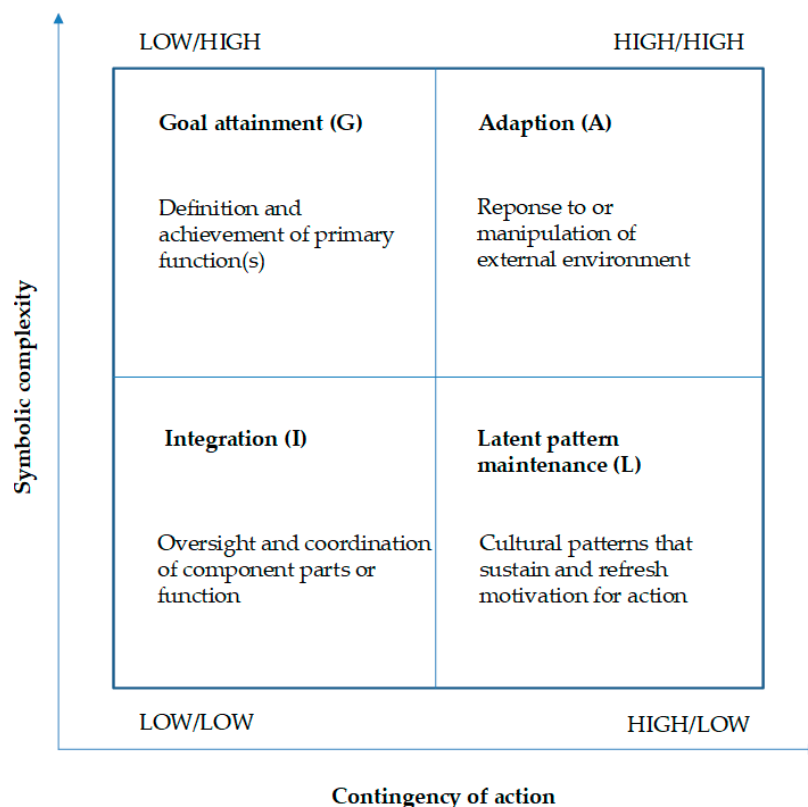 LOW/HIGH
HIGH/HIGH
Goal attainment (G)
Definition and
achievement of primary
function(s)
Adaption (A)
Reponse to or
manipulation of
external environment
Symbolic complexity
Integration (I)
Oversight and coordination
of component parts or
function
Latent pattern
maintenance (L)
Cultural patterns that
sustain and refresh
motivation for action
LOW/LOW
HIGH/LOW
Contingency of action